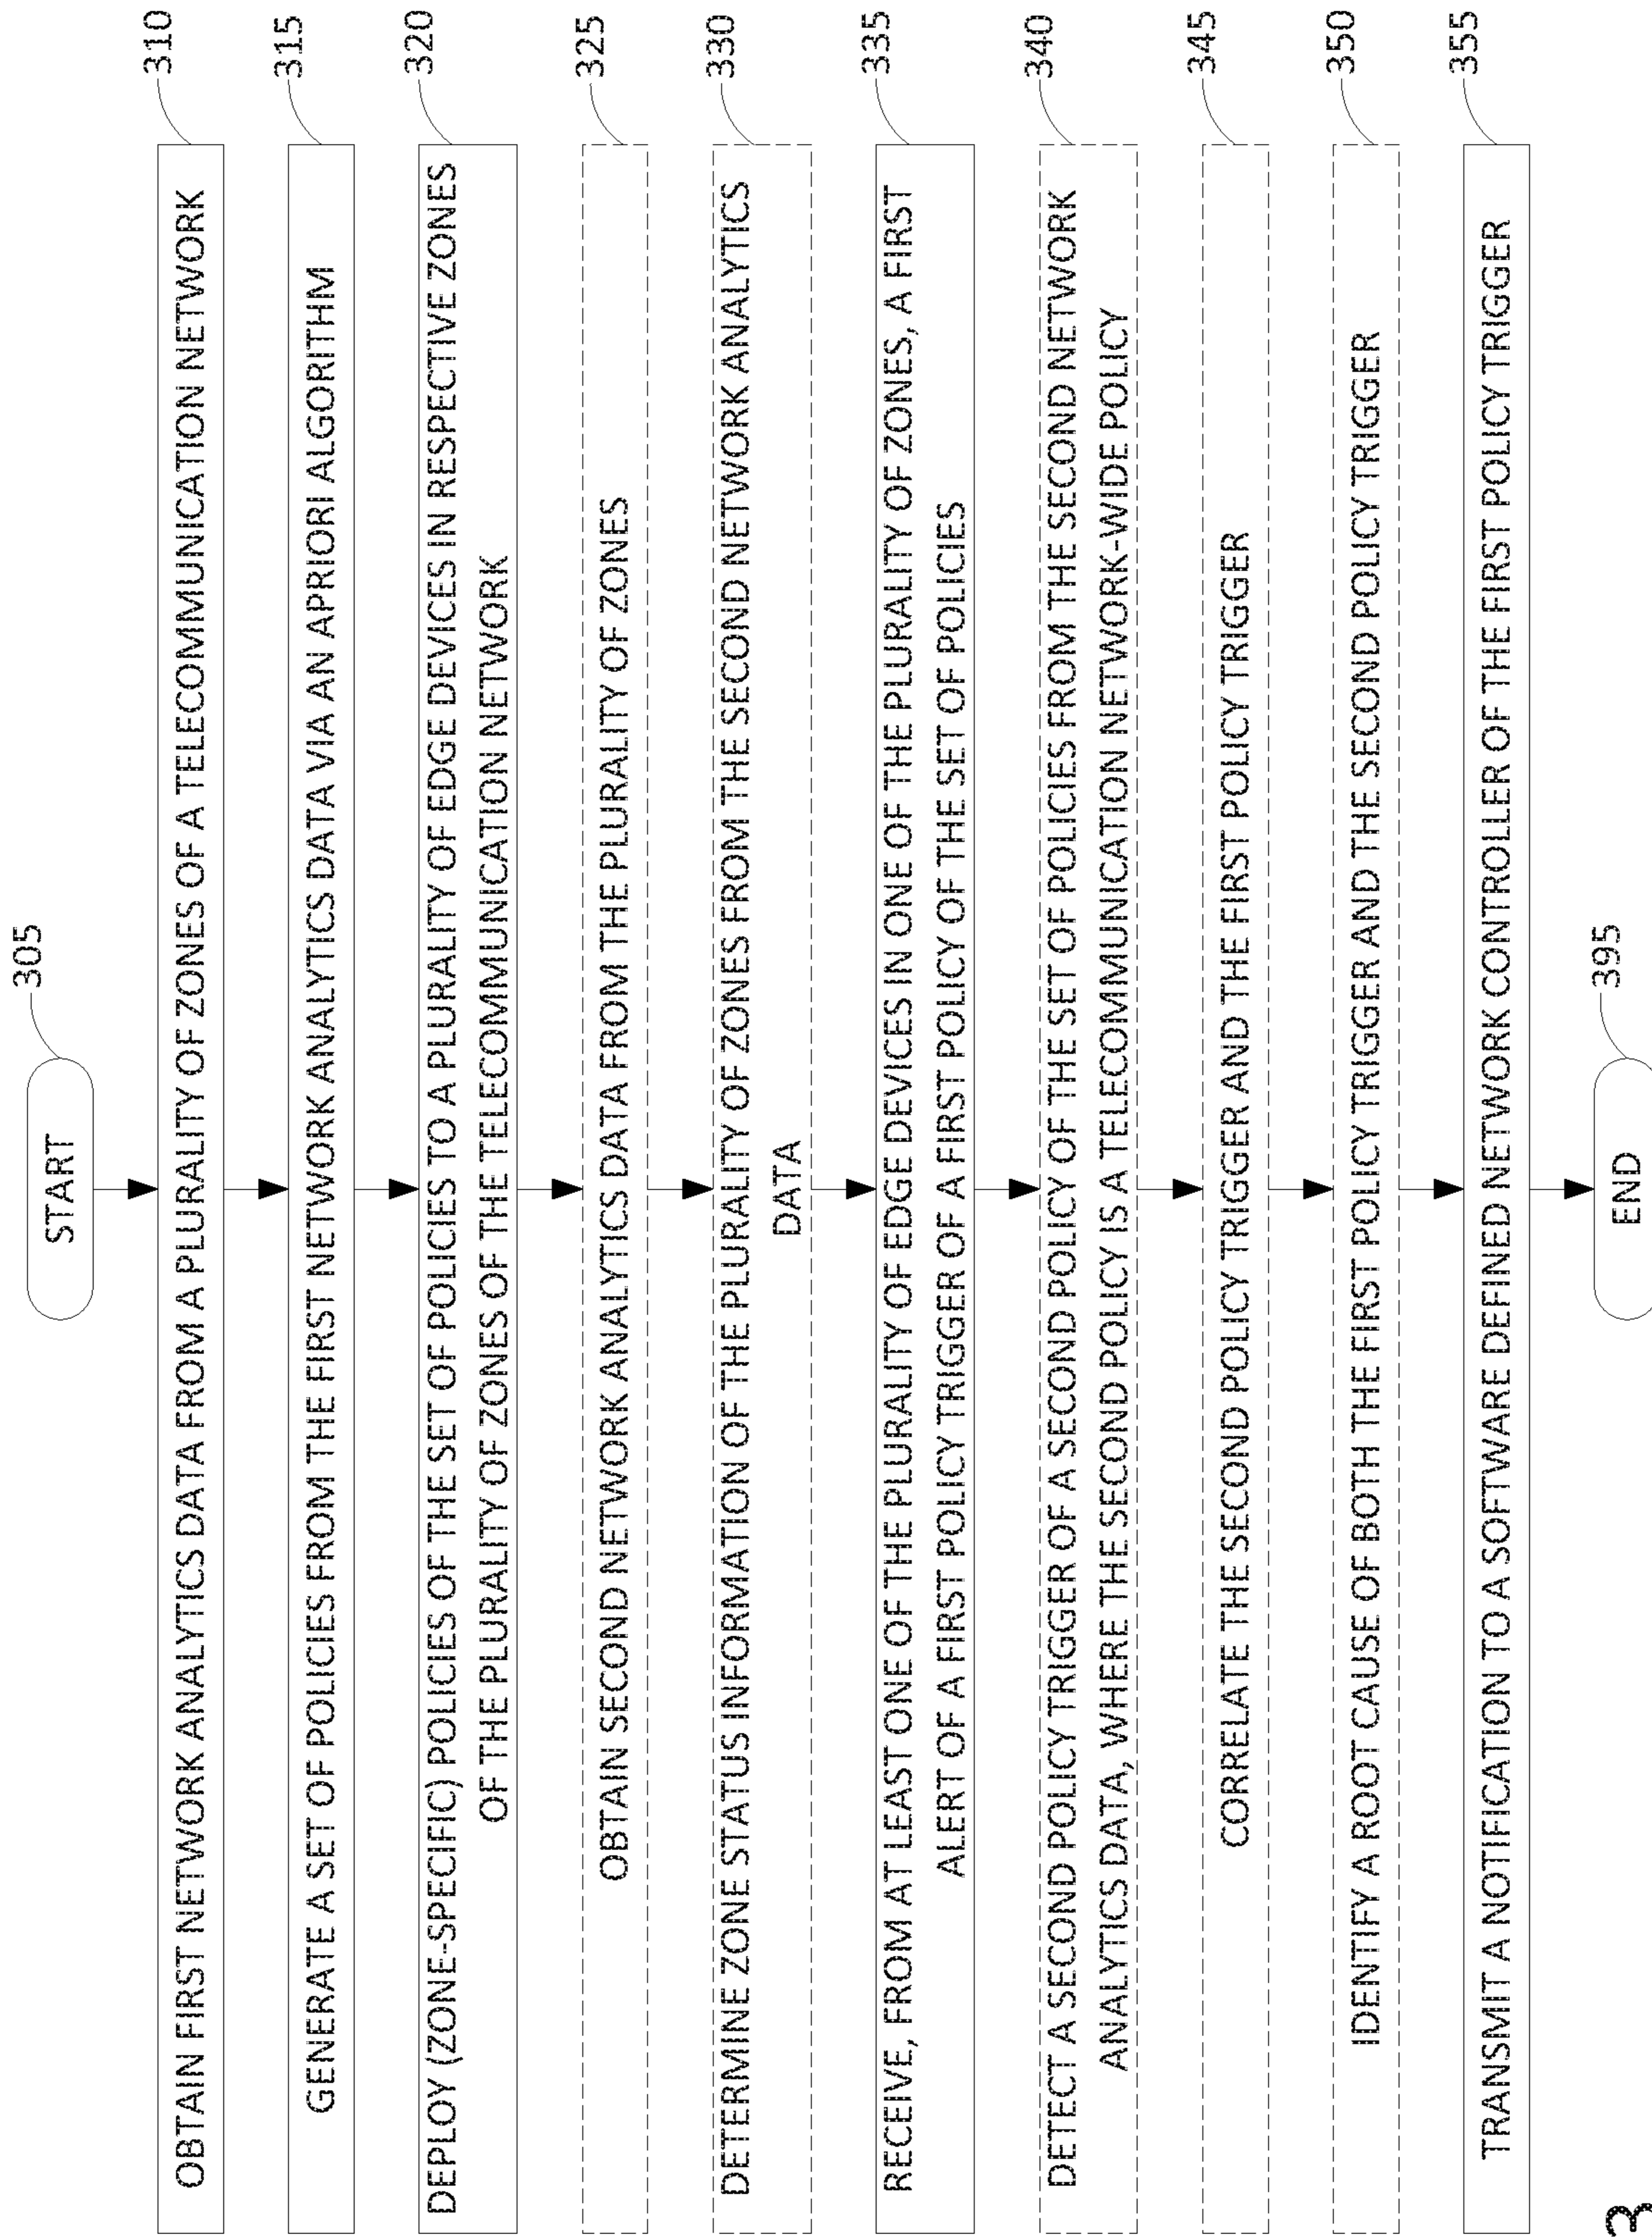 305
START
310
OBTAIN FIRST NETWORK ANALYTICS DATA FROM A PLURALITY OF ZONES OF A TELECOMMUNICATION NETWORK
315
GENERATE A SET OF POLICIES FROM THE FIRST NETWORK ANALYTICS DATA VIA AN APRIORI ALGORITHM
320
DEPLOY (ZONE-SPECIFIC) POLICIES OF THE SET OF POLICIES TO A PLURALITY OF EDGE DEVICES IN RESPECTIVE ZONES
OF THE PLURALITY OF ZONES OF THE TELECOMMUNICATION NETWORK
325
OBTAIN SECOND NETWORK ANALYTICS DATA FROM THE PLURALITY OF ZONES
330
DETERMINE ZONE STATUS INFORMATION OF THE PLURALITY OF ZONES FROM THE SECOND NETWORK ANALYTICS
DATA
335
RECEIVE, FROM AT LEAST ONE OF THE PLURALITY OF EDGE DEVICES IN ONE OF THE PLURALITY OF ZONES, A FIRST
ALERT OF A FIRST POLICY TRIGGER OF A FIRST POLICY OF THE SET OF POLICIES
340
DETECT A SECOND POLICY TRIGGER OF A SECOND POLICY OF THE SET OF POLICIES FROM THE SECOND NETWORK
ANALYTICS DATA, WHERE THE SECOND POLICY IS A TELECOMMUNICATION NETWORK-WIDE POLICY
345
CORRELATE THE SECOND POLICY TRIGGER AND THE FIRST POLICY TRIGGER
350
IDENTIFY A ROOT CAUSE OF BOTH THE FIRST POLICY TRIGGER AND THE SECOND POLICY TRIGGER
355
TRANSMIT A NOTIFICATION TO A SOFTWARE DEFINED NETWORK CONTROLLER OF THE FIRST POLICY TRIGGER
395
END
3